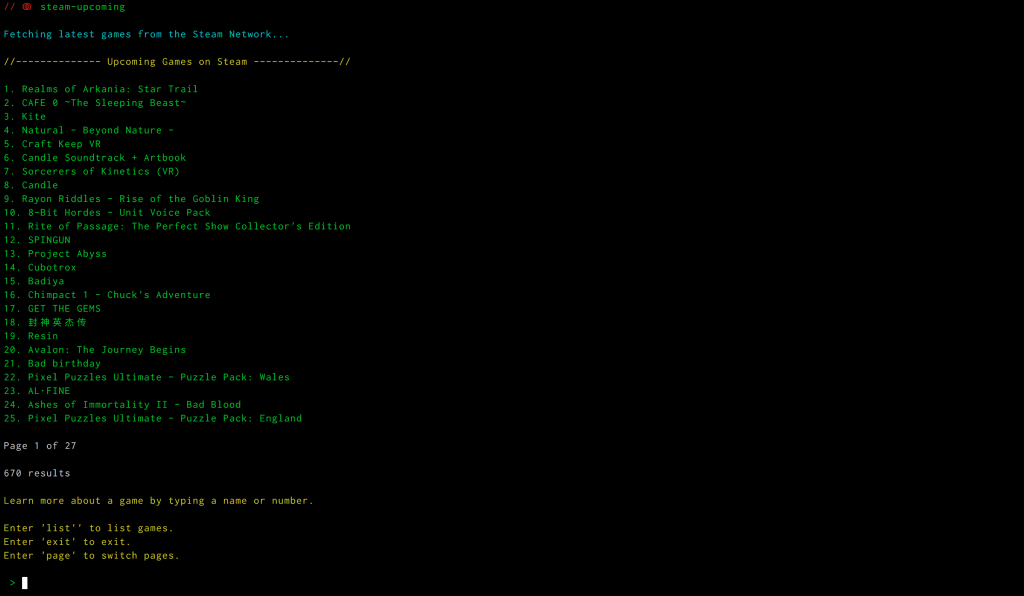 // steam-upcoming
Fetching latest games from the Steam Network...
//-------------- Upcoming Games on Steam --------------//
1. Realms of Arkania: Star Trail
2. CAFE 0 ~The Sleeping Beast~
3. Kite
4. Natural - Beyond Nature -
5. Craft Keep VR
6. Candle Soundtrack + Artbook
7. Sorcerers of Kinetics (VR)
8. Candle
9. Rayon Riddles - Rise of the Goblin King
10. 8-Bit Hordes - Unit Voice Pack
11. Rite of Passage: The Perfect Show Collector's Edition
12. SPINGUN
13. Project Abyss
14. Cubotrox
15. Badiya
16. Chimpact 1 - Chuck's Adventure
17. GET THE GEMS
18. 封神英杰传
19. Resin
20. Avalon: The Journey Begins
21. Bad birthday
22. Pixel Puzzles Ultimate - Puzzle Pack: Wales
23. AL·FINE
24. Ashes of Immortality II - Bad Blood
25. Pixel Puzzles Ultimate - Puzzle Pack: England
Page 1 of 27
670 results
Learn more about a game by typing a name or number.
Enter 'list'' to list games.
Enter 'exit' to exit.
Enter 'page' to switch pages.
>